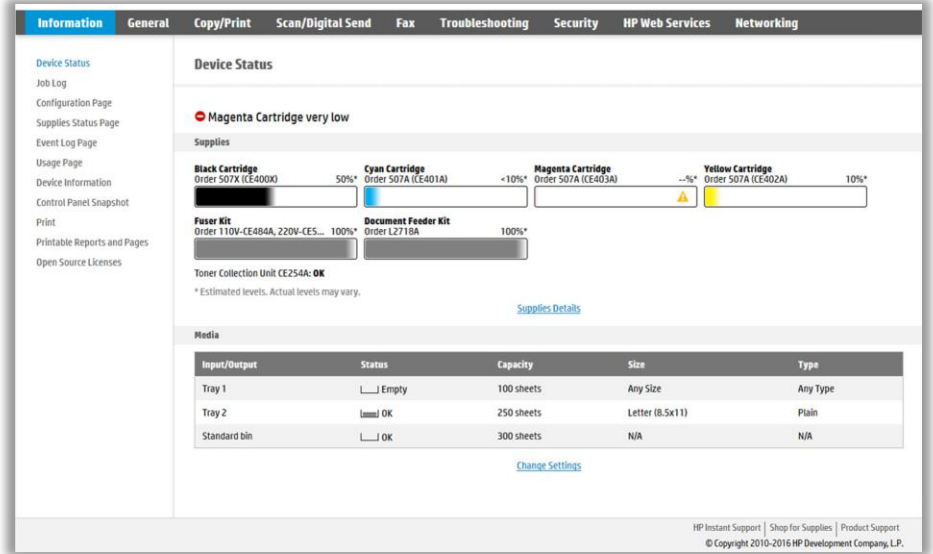 Information General Copy/Print Scan/Digital Send Fax Troubleshooting Security HP Web Services Networking
Device Status
Job Log
Configuration Page
Supplies Status Page
Event Log Page
Usage Page
Device Information
Control Panel Snapshot
Print
Printable Reports and Pages
Open Source Licenses
Device Status
Magenta Cartridge very low
Supplies
Black Cartridge
Order 507X (CE400X) 50%*
Cyan Cartridge
Order 507A (CE401A) <10%*
Magenta Cartridge
Order 507A (CE403A) --%*
Yellow Cartridge
Order 507A (CE402A) 10%*
Fuser Kit
Order 110V-CE484A, 220V-CE5... 100%*
Document Feeder Kit
Order L2718A 100%*
Toner Collection Unit CE254A: OK
* Estimated levels. Actual levels may vary.
Supplies Details
Media
Input/Output Status Capacity Size Type
Tray 1 Empty 100 sheets Any Size Any Type
Tray 2 OK 250 sheets Letter (8.5x11) Plain
Standard bin OK 300 sheets N/A N/A
Change Settings
HP Instant Support | Shop for Supplies | Product Support
© Copyright 2010-2016 HP Development Company, L.P.